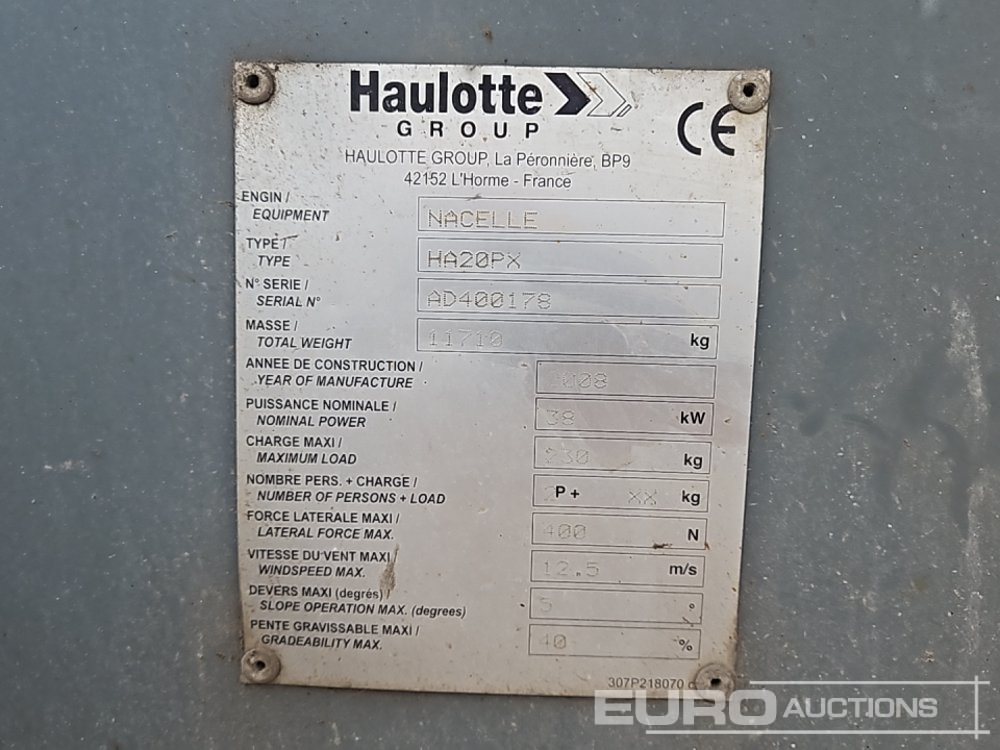 Haulotte
GROUP
CE
HAULOTTE GROUP, La Péronnière, BP9
42152 L'Horme - France
ENGIN /
EQUIPMENT
NACELLE
TYPE /
TYPE
HA20PX
N° SERIE /
SERIAL N°
AD400178
MASSE /
TOTAL WEIGHT
11710 kg
ANNEE DE CONSTRUCTION /
YEAR OF MANUFACTURE
2008
PUISSANCE NOMINALE /
NOMINAL POWER
38 kW
CHARGE MAXI /
MAXIMUM LOAD
230 kg
NOMBRE PERS. + CHARGE /
NUMBER OF PERSONS + LOAD
P + XX kg
FORCE LATERALE MAXI /
LATERAL FORCE MAX.
400 N
VITESSE DU VENT MAXI /
WINDSPEED MAX.
12.5 m/s
DEVERS MAXI (degrés) /
SLOPE OPERATION MAX. (degrees)
5 °
PENTE GRAVISSABLE MAXI /
GRADEABILITY MAX.
40 %
307P218070
EURO AUCTIONS